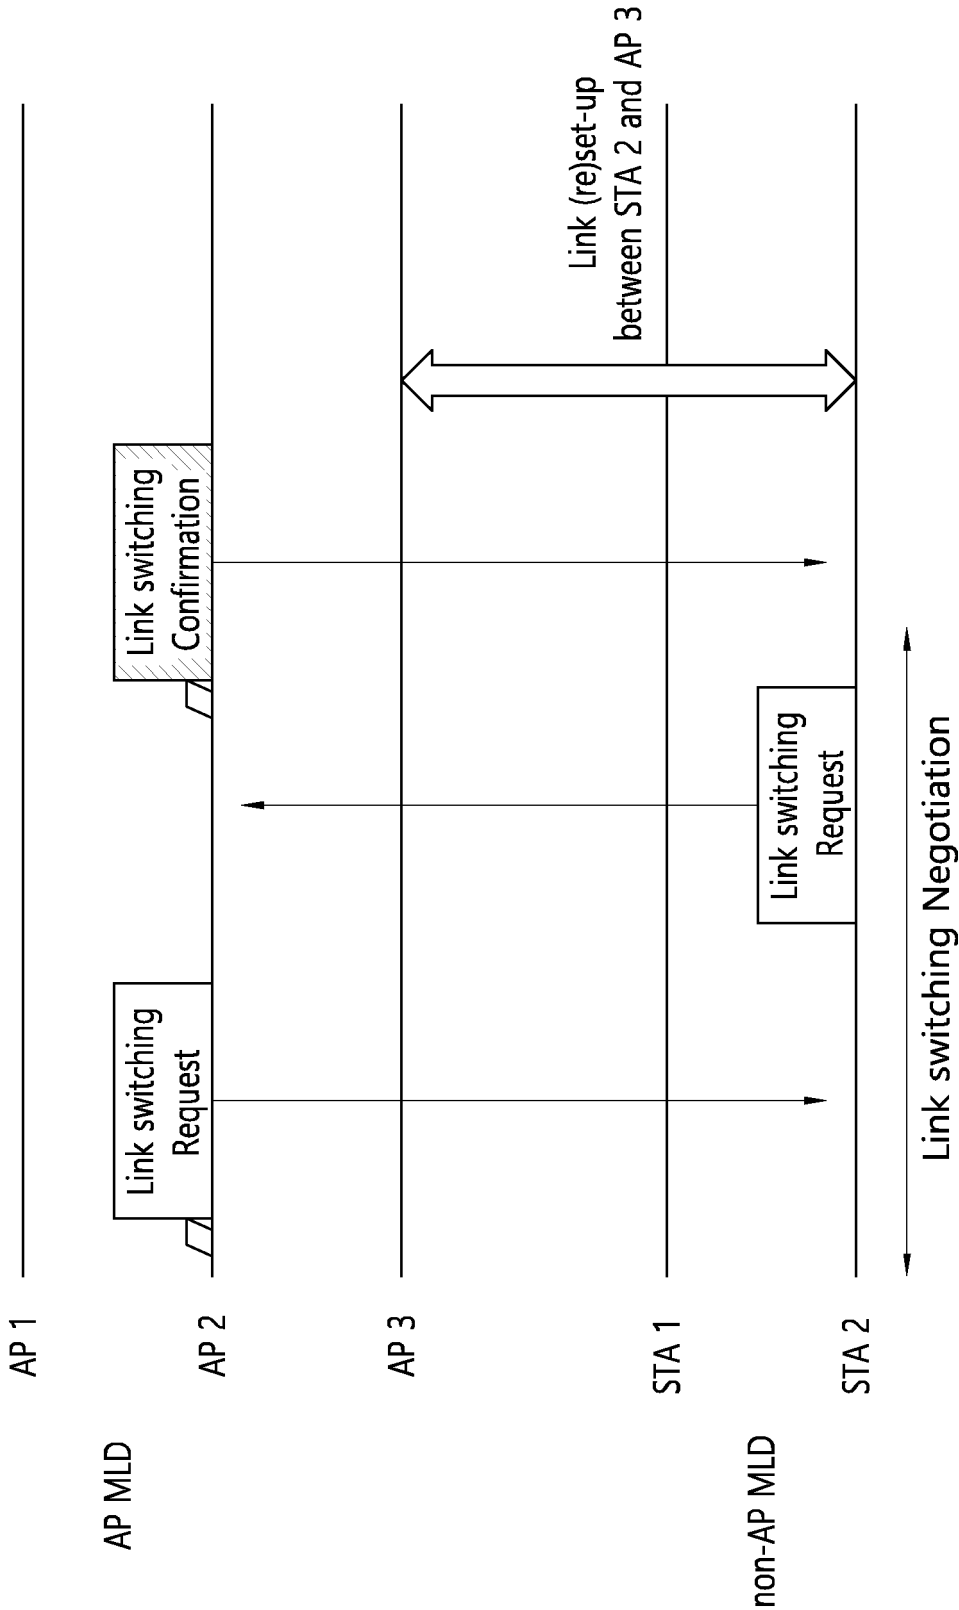 AP MLD
AP 1
AP 2
AP 3
non-AP MLD
STA 1
STA 2
Link switching
Request
Link switching
Request
Link switching
Confirmation
Link (re)set-up
between STA 2 and AP 3
Link switching Negotiation